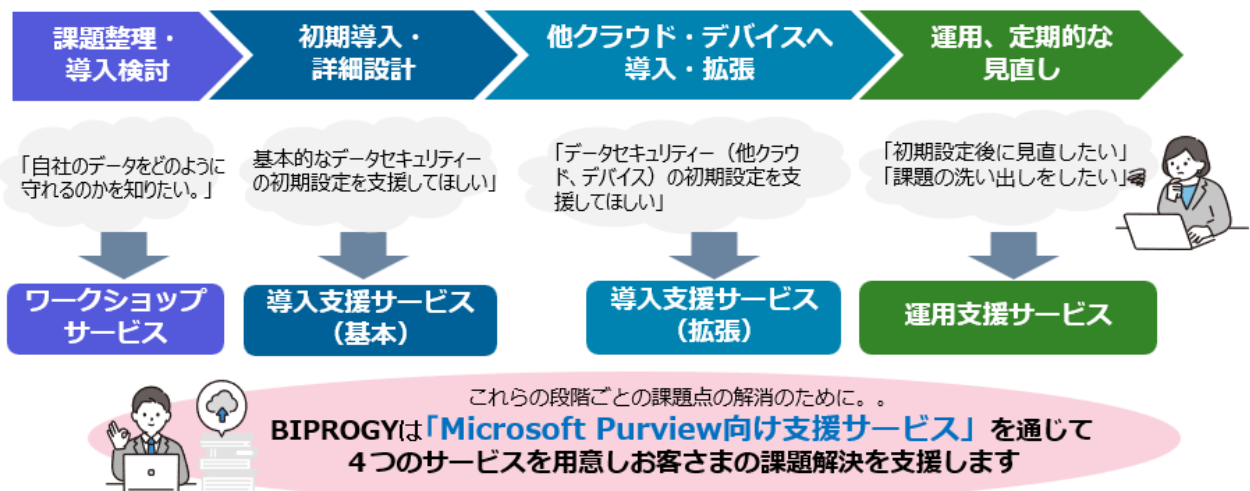 課題整理・
導入検討
初期導入・
詳細設計
他クラウド・デバイスへ
導入・拡張
運用、定期的な
見直し
「自社のデータをどのように
守れるのかを知りたい。」
基本的なデータセキュリティー
の初期設定を支援してほしい」
「データセキュリティー（他クラウ
ド、デバイス）の初期設定を支
援してほしい」
「初期設定後に見直したい」
「課題の洗い出しをしたい」
ワークショップ
サービス
導入支援サービス
（基本）
導入支援サービス
（拡張）
運用支援サービス
これらの段階ごとの課題点の解消のために。。
BIPROGYは「Microsoft Purview向け支援サービス」を通じて
４つのサービスを用意しお客さまの課題解決を支援します